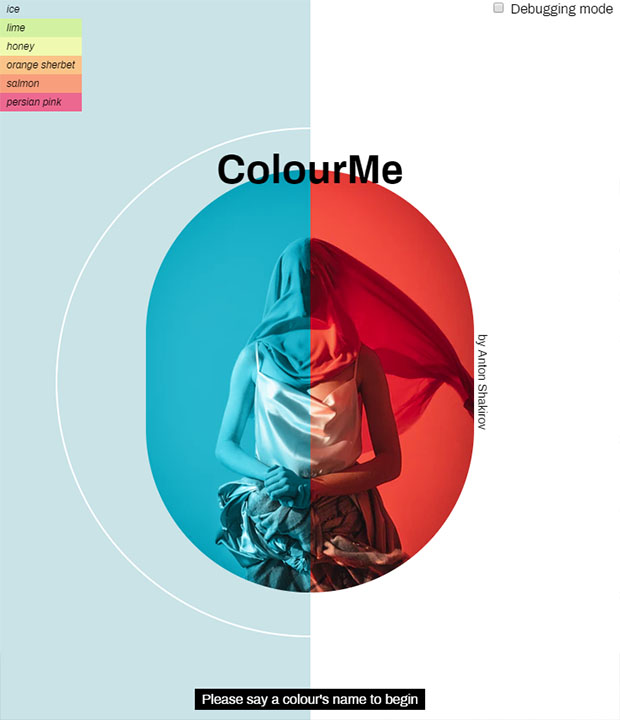 ice
lime
honey
orange sherbet
salmon
persian pink
Debugging mode
ColourMe
by Anton Shakirov
Please say a colour's name to begin